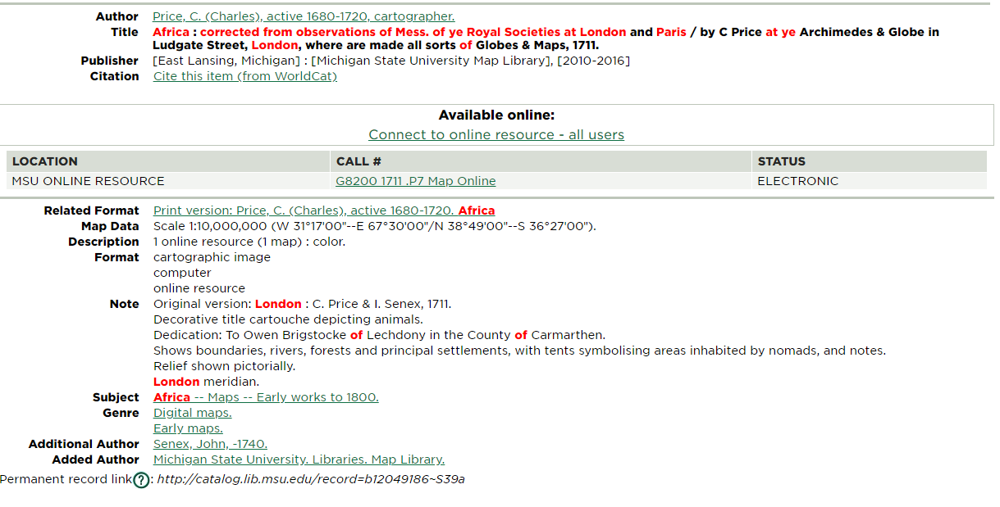 Author Price, C. (Charles), active 1680-1720, cartographer.
Title Africa : corrected from observations of Mess. of ye Royal Societies at London and Paris / by C Price at ye Archimedes & Globe in
Ludgate Street, London, where are made all sorts of Globes & Maps, 1711.
Publisher [East Lansing, Michigan] : [Michigan State University Map Library], [2010-2016]
Citation Cite this item (from WorldCat)
Available online:
Connect to online resource - all users
LOCATION CALL # STATUS
MSU ONLINE RESOURCE G8200 1711 .P7 Map Online ELECTRONIC
Related Format Print version: Price, C. (Charles), active 1680-1720. Africa
Map Data Scale 1:10,000,000 (W 31°17'00"--E 67°30'00"/N 38°49'00"--S 36°27'00").
Description 1 online resource (1 map) : color.
Format cartographic image
computer
online resource
Note Original version: London : C. Price & I. Senex, 1711.
Decorative title cartouche depicting animals.
Dedication: To Owen Brigstocke of Lechdony in the County of Carmarthen.
Shows boundaries, rivers, forests and principal settlements, with tents symbolising areas inhabited by nomads, and notes.
Relief shown pictorially.
London meridian.
Subject Africa -- Maps -- Early works to 1800.
Genre Digital maps.
Early maps.
Additional Author Senex, John, -1740.
Added Author Michigan State University. Libraries. Map Library.
Permanent record link ? : http://catalog.lib.msu.edu/record=b12049186~S39a